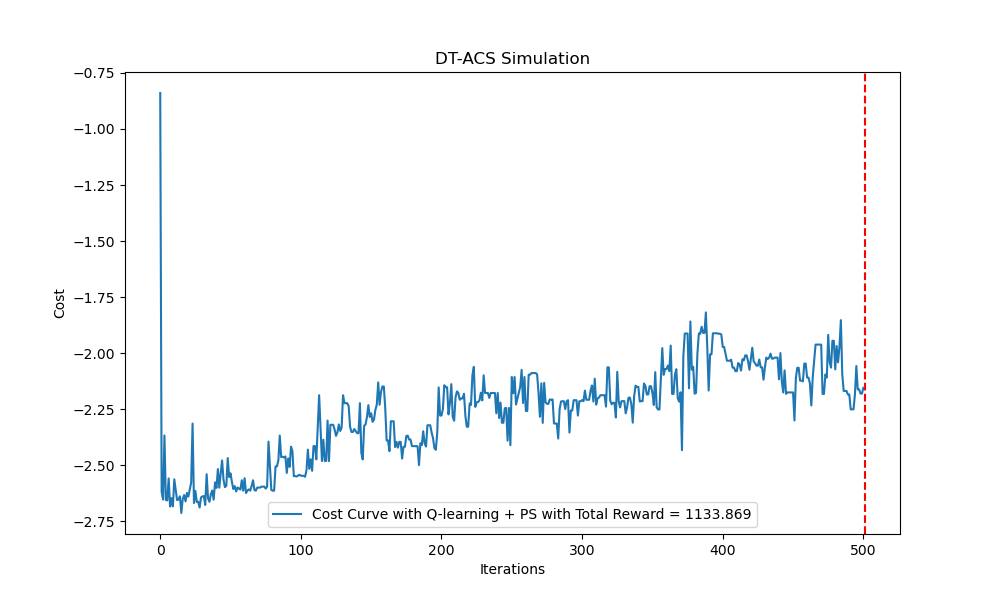 DT-ACS Simulation
−0.75
−1.00
−1.25
−1.50
−1.75
−2.00
−2.25
−2.50
−2.75
Cost
Cost Curve with Q-learning + PS with Total Reward = 1133.869
0 100 200 300 400 500
Iterations